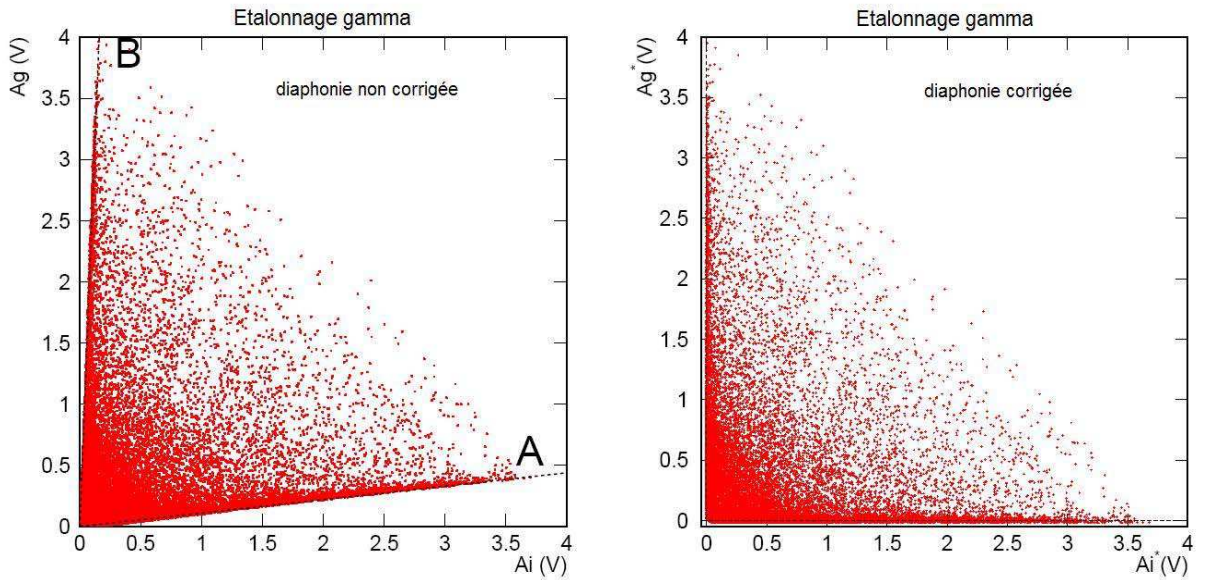 Etalonnage gamma
Ag (V)
4
3.5
3
2.5
2
1.5
1
0.5
0
B
diaphonie non corrigée
A
0 0.5 1 1.5 2 2.5 3 3.5 4
Ai (V)
Etalonnage gamma
Ag* (V)
4
3.5
3
2.5
2
1.5
1
0.5
0
diaphonie corrigée
0 0.5 1 1.5 2 2.5 3 3.5 4
Ai* (V)